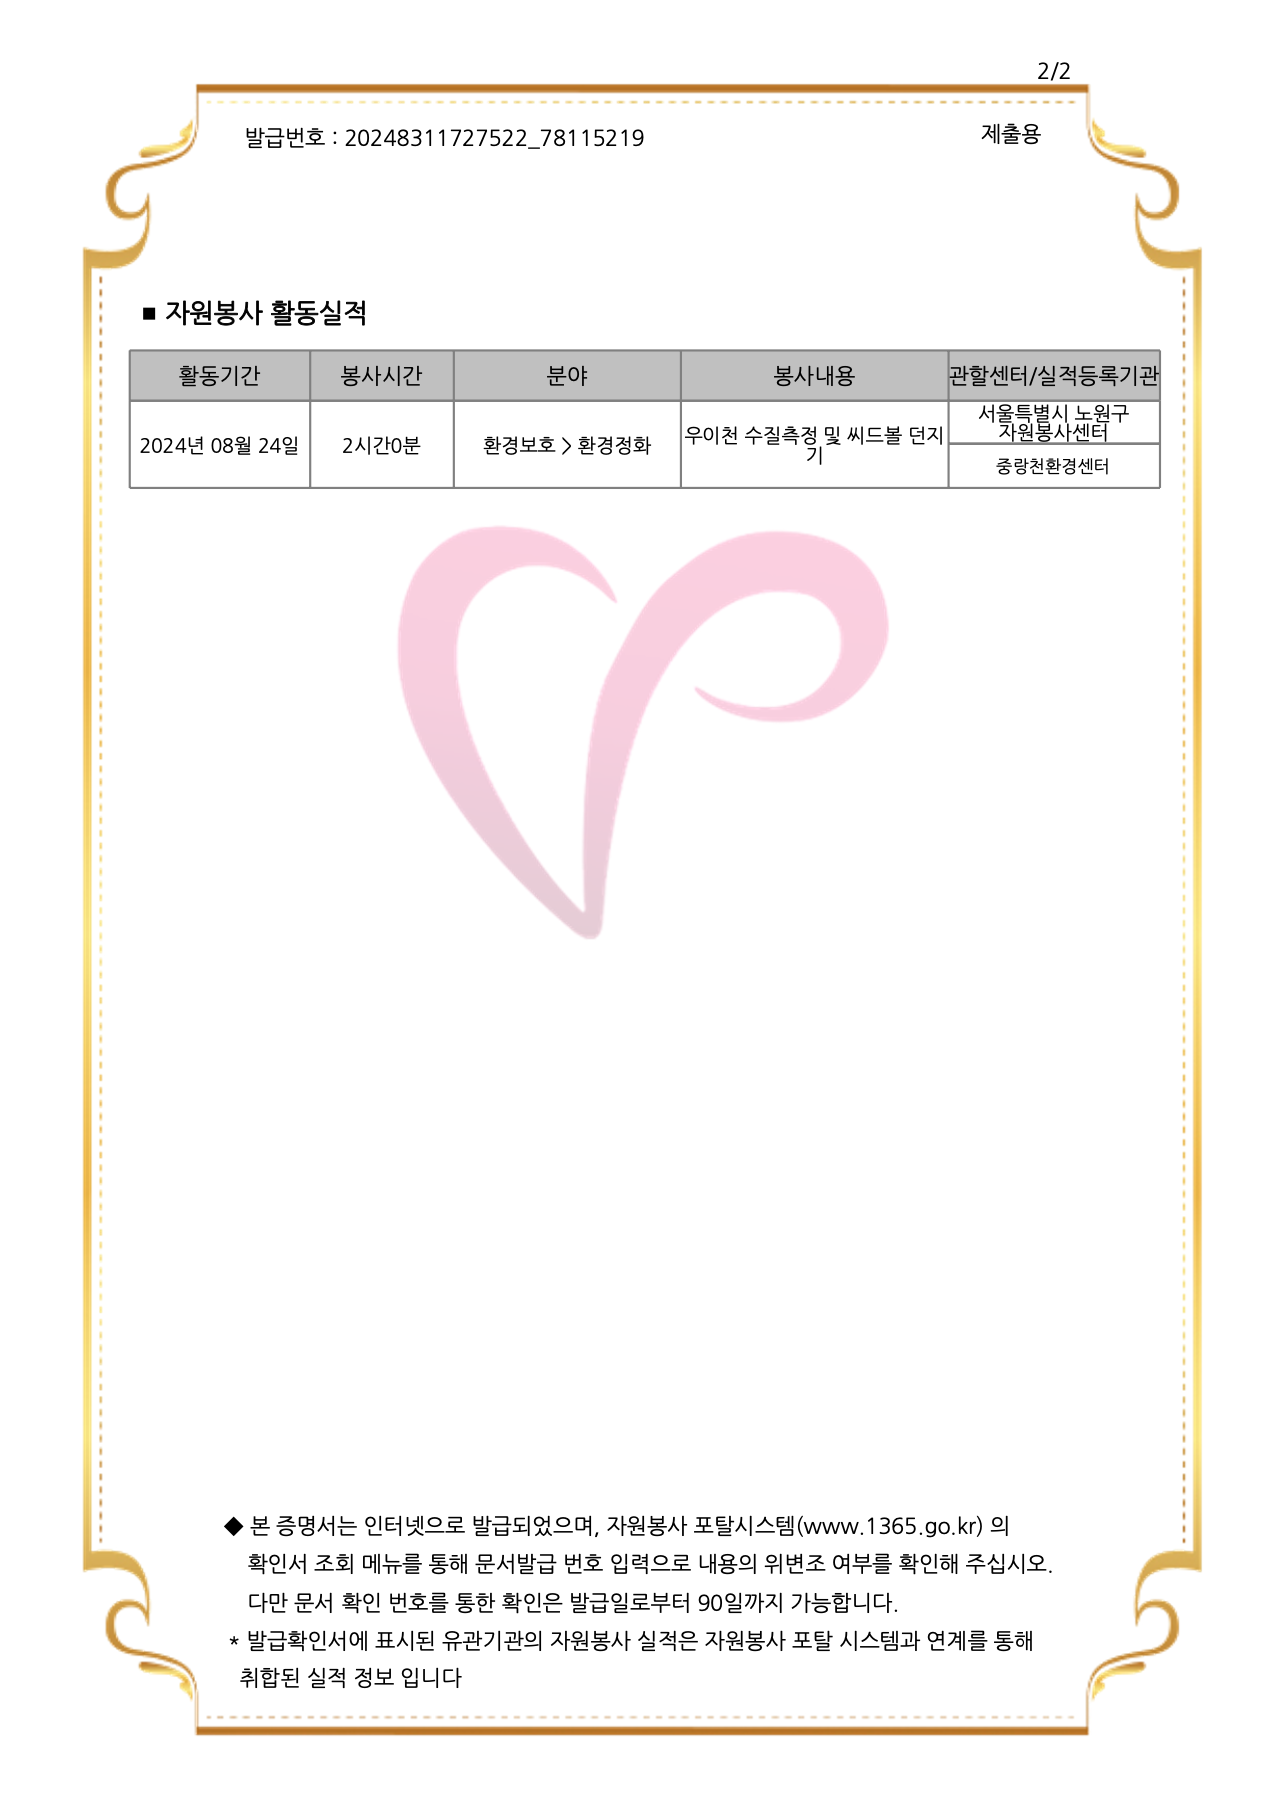 2/2
발급번호 : 20248311727522_78115219
제출용
■ 자원봉사 활동실적
활동기간 봉사시간 분야 봉사내용 관할센터/실적등록기관
2024년 08월 24일 2시간0분 환경보호 > 환경정화 우이천 수질측정 및 씨드볼 던지
기
서울특별시 노원구
자원봉사센터
중랑천환경센터
◆ 본 증명서는 인터넷으로 발급되었으며, 자원봉사 포탈시스템(www.1365.go.kr) 의
확인서 조회 메뉴를 통해 문서발급 번호 입력으로 내용의 위변조 여부를 확인해 주십시오.
다만 문서 확인 번호를 통한 확인은 발급일로부터 90일까지 가능합니다.
* 발급확인서에 표시된 유관기관의 자원봉사 실적은 자원봉사 포탈 시스템과 연계를 통해
취합된 실적 정보 입니다